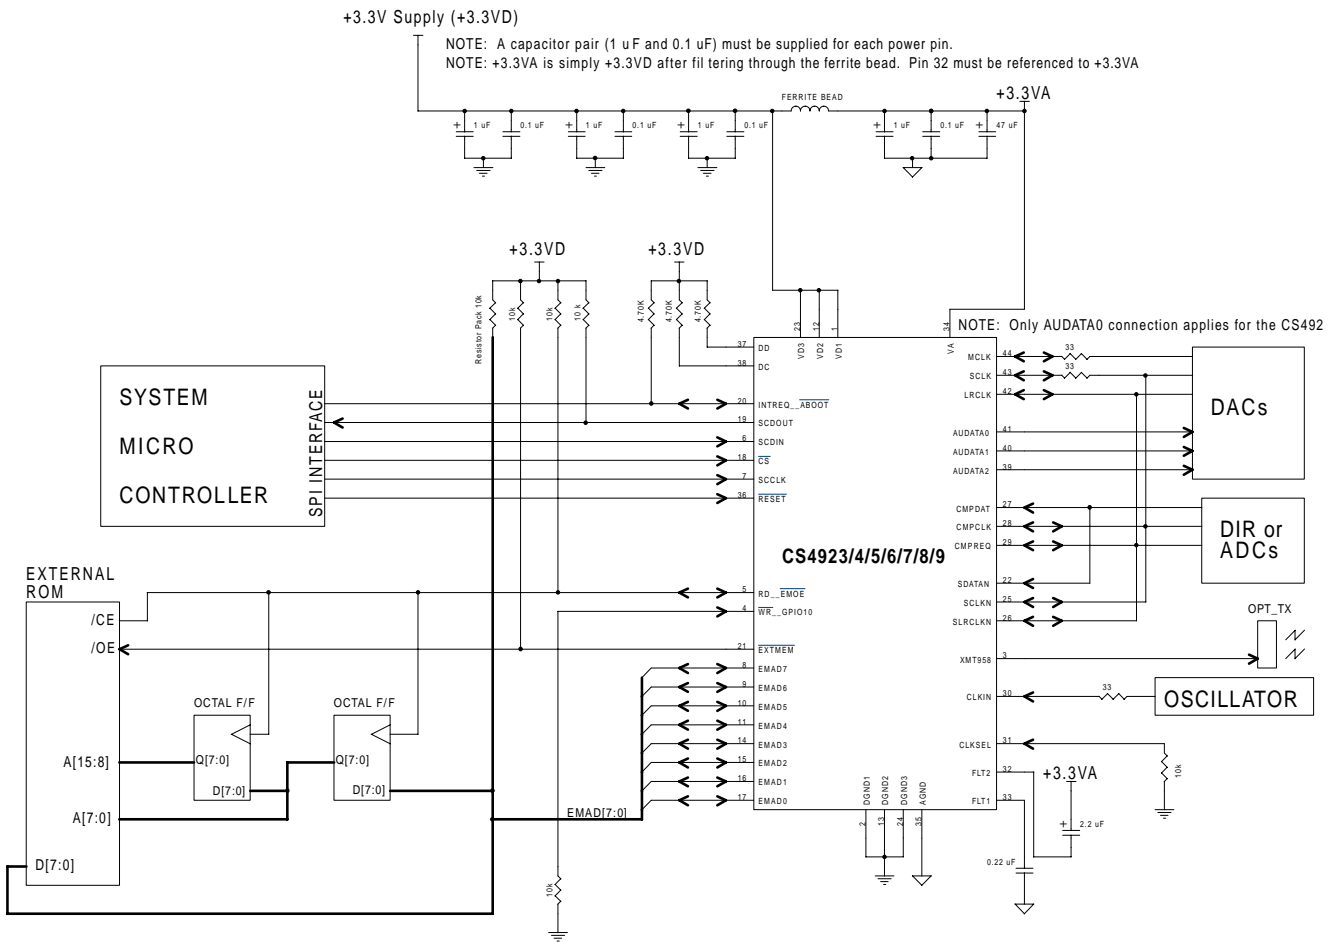 +3.3V Supply (+3.3VD)
NOTE: A capacitor pair (1 uF and 0.1 uF) must be supplied for each power pin.
NOTE: +3.3VA is simply +3.3VD after fil tering through the ferrite bead. Pin 32 must be referenced to +3.3VA
FERRITE BEAD
+3.3VA
+ 1 uF 0.1 uF + 1 uF 0.1 uF + 1 uF 0.1 uF + 1 uF 0.1 uF + 47 uF
+3.3VD +3.3VD
Resistor Pack 10k
10k
10k
10 k
4.70K
4.70K
4.70K
NOTE: Only AUDATA0 connection applies for the CS492
23 12 1 34
VD3 VD2 VD1 VA
37 DD
38 DC
20 INTREQ__ABOOT
19 SCDOUT
6 SCDIN
18 CS
7 SCCLK
36 RESET
MCLK 44 33
SCLK 43 33
LRCLK 42
AUDATA0 41
AUDATA1 40
AUDATA2 39
DACs
SYSTEM
MICRO
CONTROLLER
SPI INTERFACE
CMPDAT 27
CMPCLK 28
CMPREQ 29
DIR or
ADCs
CS4923/4/5/6/7/8/9
SDATAN 22
SCLKN 25
SLRCLKN 26
OPT_TX
XMT958 3
CLKIN 30 33
OSCILLATOR
CLKSEL 31
10k
FLT2 32
+3.3VA
FLT1 33
+ 2.2 uF
0.22 uF
5 RD__EMOE
4 WR__GPIO10
21 EXTMEM
8 EMAD7
9 EMAD6
10 EMAD5
11 EMAD4
14 EMAD3
15 EMAD2
16 EMAD1
17 EMAD0
EMAD[7:0]
DGND1 DGND2 DGND3 AGND
2 13 24 35
EXTERNAL
ROM
/CE
/OE
OCTAL F/F OCTAL F/F
A[15:8] Q[7:0] Q[7:0]
D[7:0] D[7:0]
A[7:0]
D[7:0]
10k